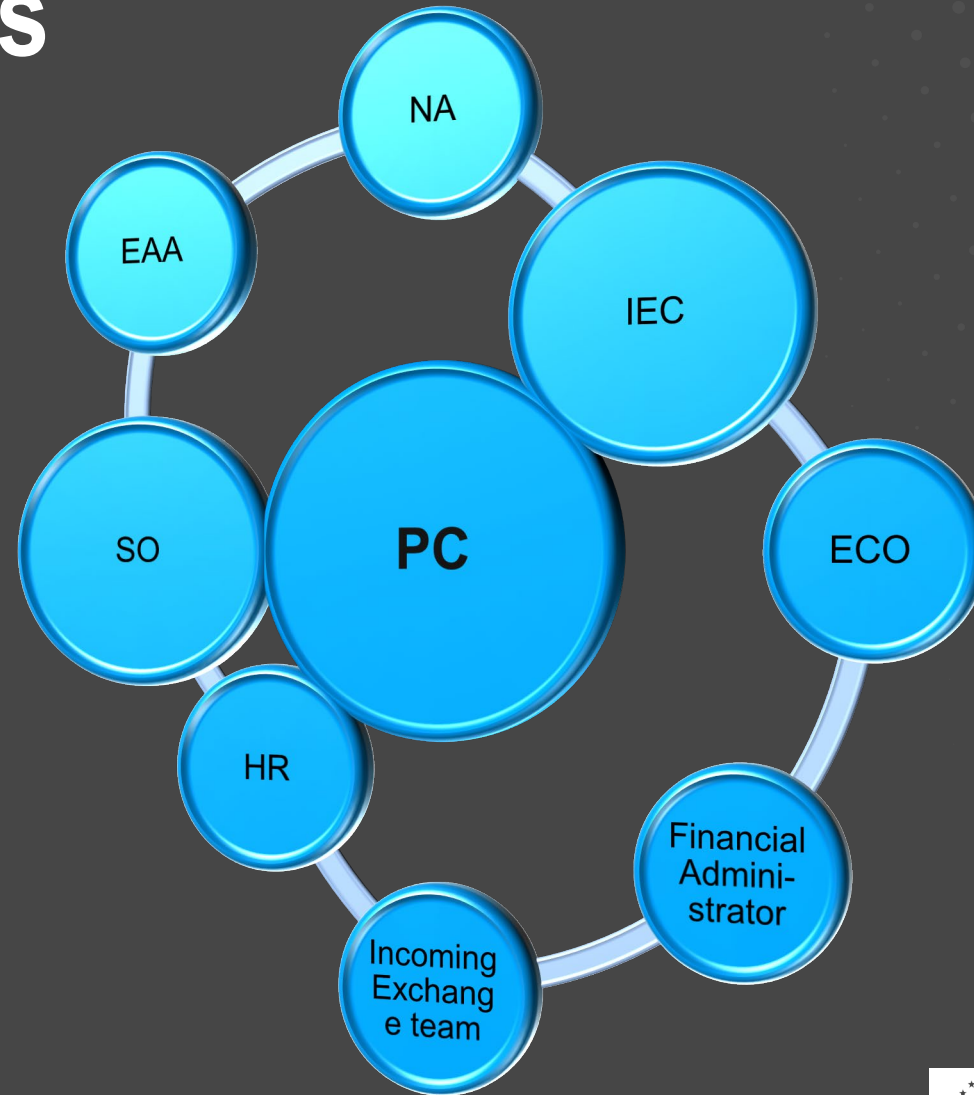 s
NA
EAA
IEC
PC
SO
ECO
HR
Financial
Admini-
strator
Incoming
Exchang
e team